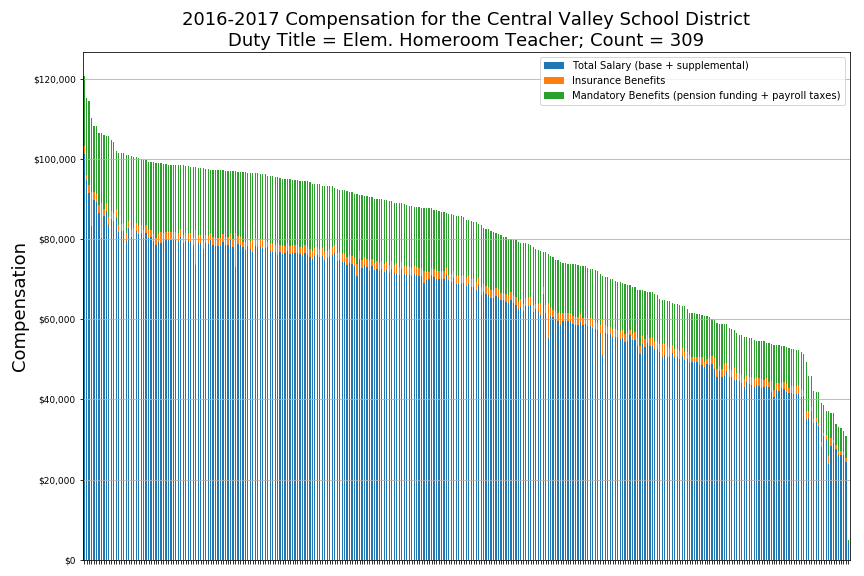 2016-2017 Compensation for the Central Valley School District
Duty Title = Elem. Homeroom Teacher; Count = 309
Total Salary (base + supplemental)
Insurance Benefits
Mandatory Benefits (pension funding + payroll taxes)
$120,000
$100,000
$80,000
$60,000
$40,000
$20,000
$0
Compensation